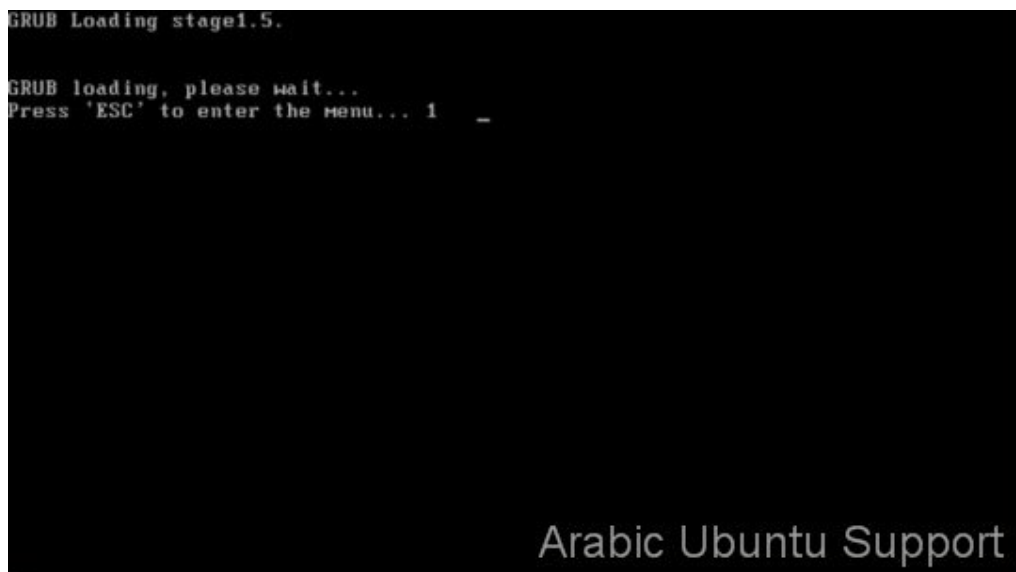 GRUB Loading stage1.5.
GRUB loading, please wait...
Press 'ESC' to enter the menu... 1
Arabic Ubuntu Support